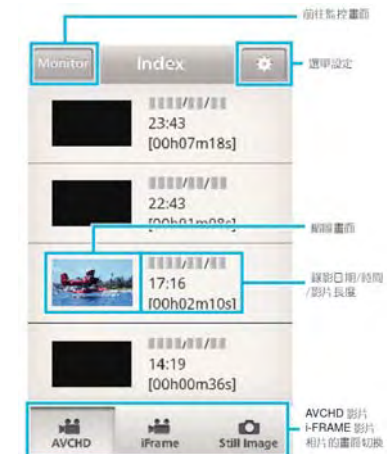 前往監控畫面
Monitor
Index
選單設定
23:43
[00h07m18s]
22:43
[00h01m08s]
縮圖畫面
17:16
[00h02m10s]
錄影日期/時間
/影片長度
14:19
[00h00m36s]
AVCHD 影片
i-FRAME 影片
相片的畫面切換
AVCHD
iFrame
Still Image